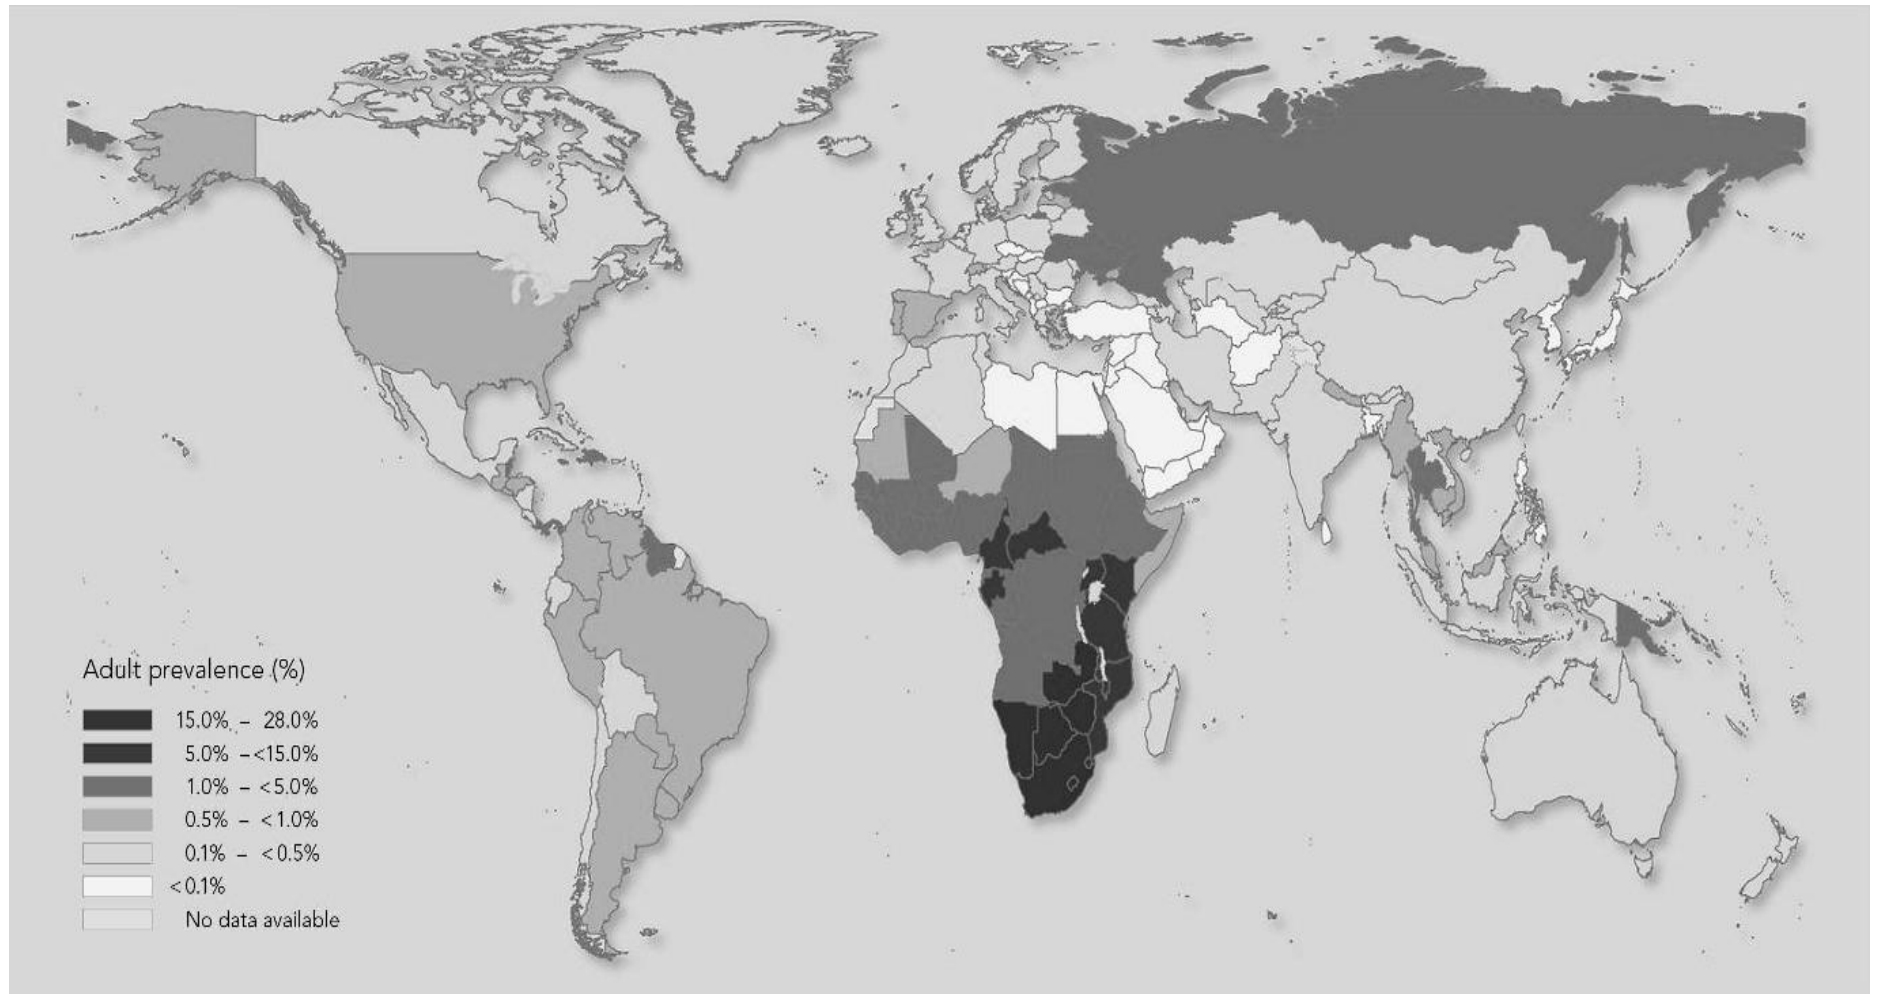 Adult prevalence (%)
15.0% – 28.0%
5.0% – <15.0%
1.0% – <5.0%
0.5% – <1.0%
0.1% – <0.5%
<0.1%
No data available